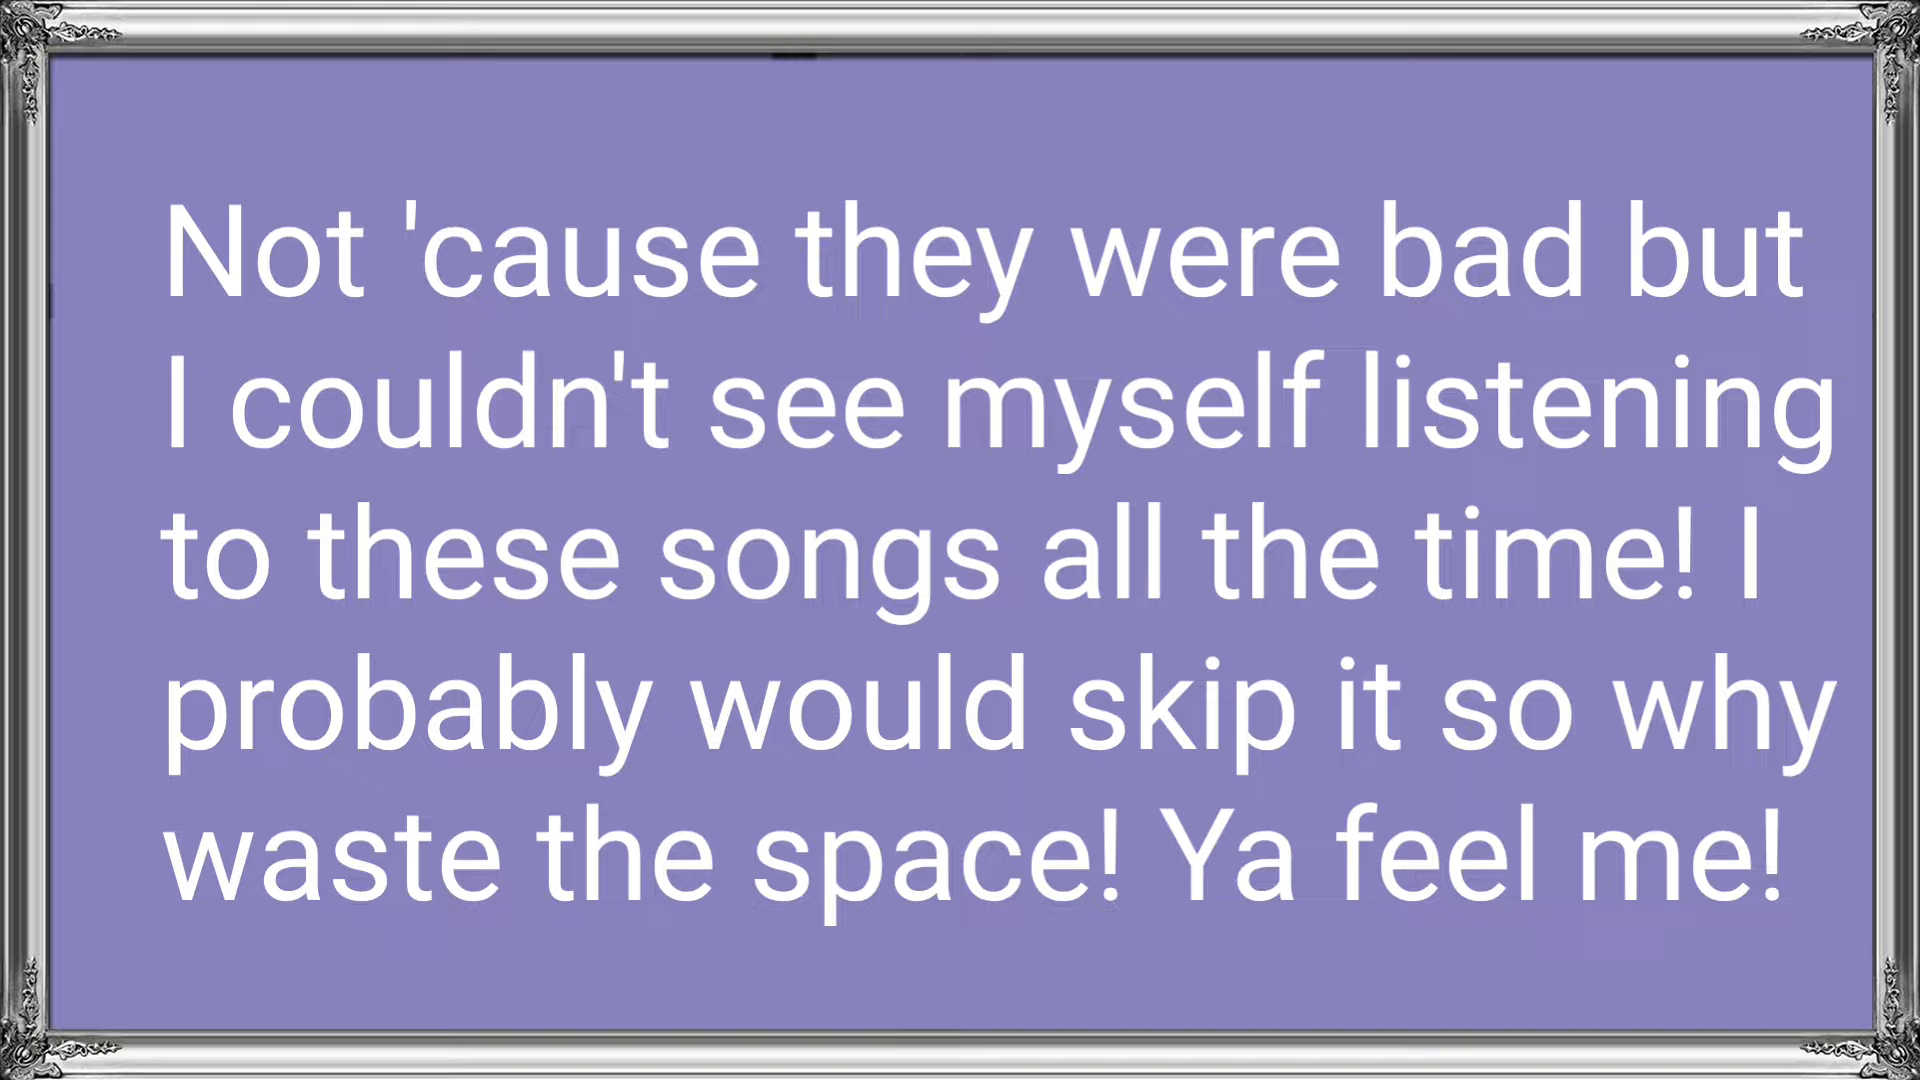 Not 'cause they were bad but
I couldn't see myself listening
to these songs all the time! I
probably would skip it so why
waste the space! Ya feel me!